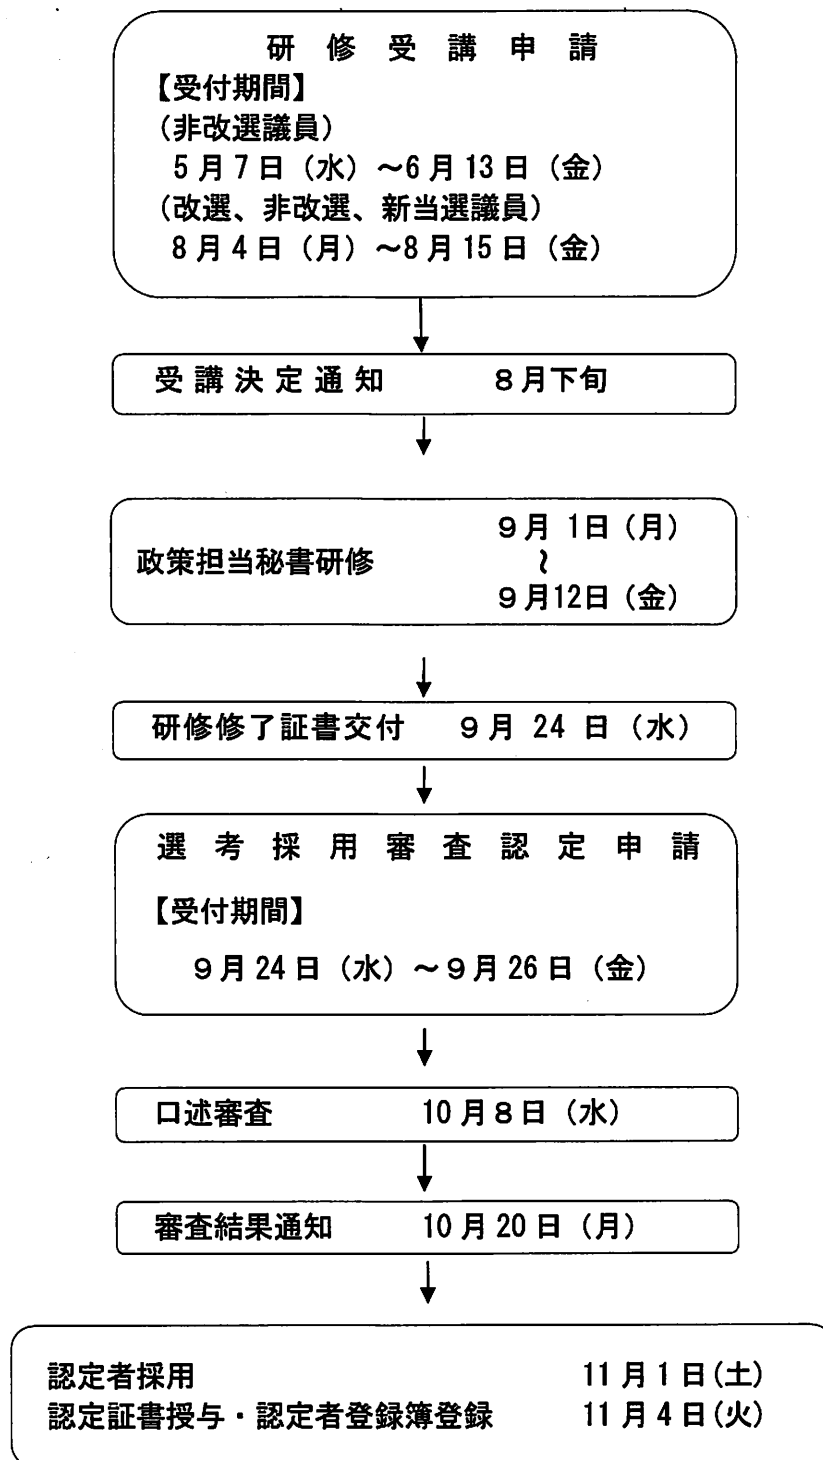 研修受講申請
【受付期間】
(非改選議員)
5月7日(水)～6月13日(金)
(改選、非改選、新当選議員)
8月4日(月)～8月15日(金)
受講決定通知 8月下旬
9月1日(月)
政策担当秘書研修 ～
9月12日(金)
研修修了証書交付 9月24日(水)
選考採用審査認定申請
【受付期間】
9月24日(水)～9月26日(金)
口述審査 10月8日(水)
審査結果通知 10月20日(月)
認定者採用 11月1日(土)
認定証書授与・認定者登録簿登録 11月4日(火)